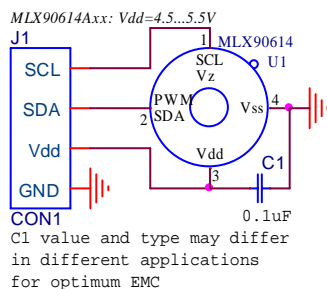 MLX90614Axx: Vdd=4.5...5.5V
J1
1
MLX90614
U1
SCL
SCL
Vz
SDA
2
PWM
SDA
Vss
4
Vdd
Vdd
3
C1
GND
CON1
0.1uF
C1 value and type may differ
in different applications
for optimum EMC